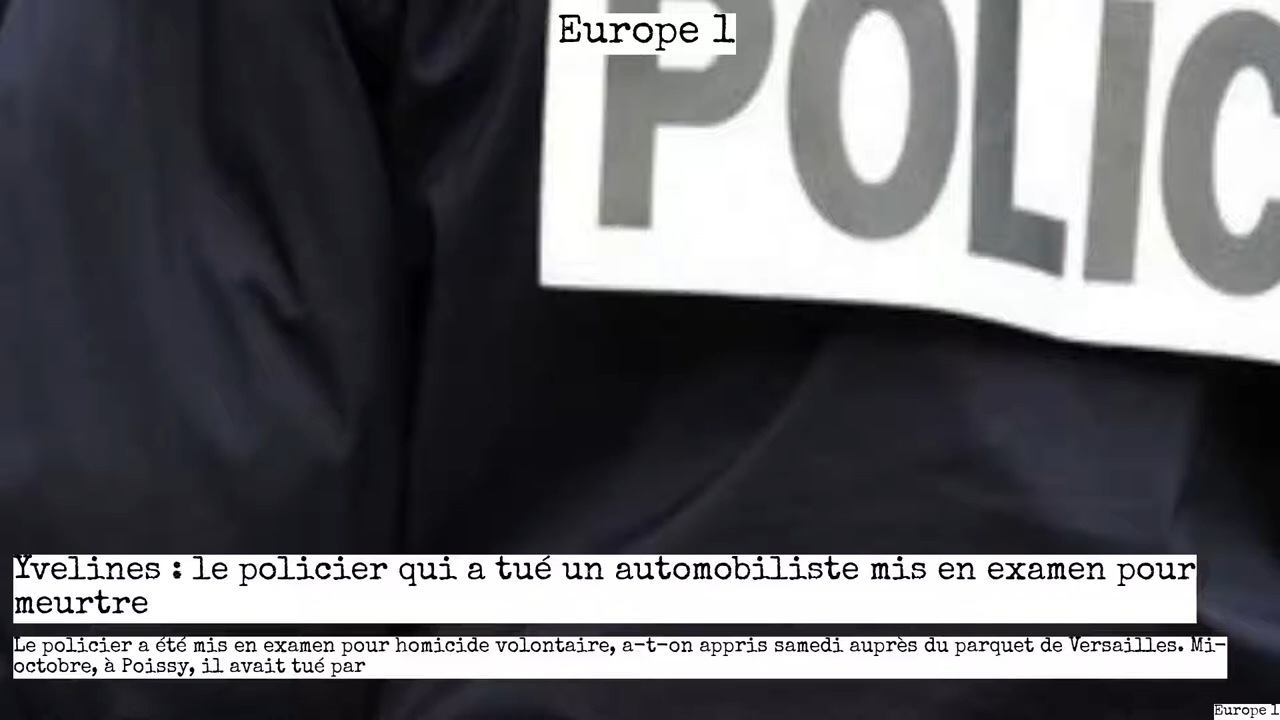 Europe 1
POLIC
Yvelines : le policier qui a tué un automobiliste mis en examen pour
meurtre
Le policier a été mis en examen pour homicide volontaire, a-t-on appris samedi auprès du parquet de Versailles. Mi-
octobre, à Poissy, il avait tué par
Europe 1